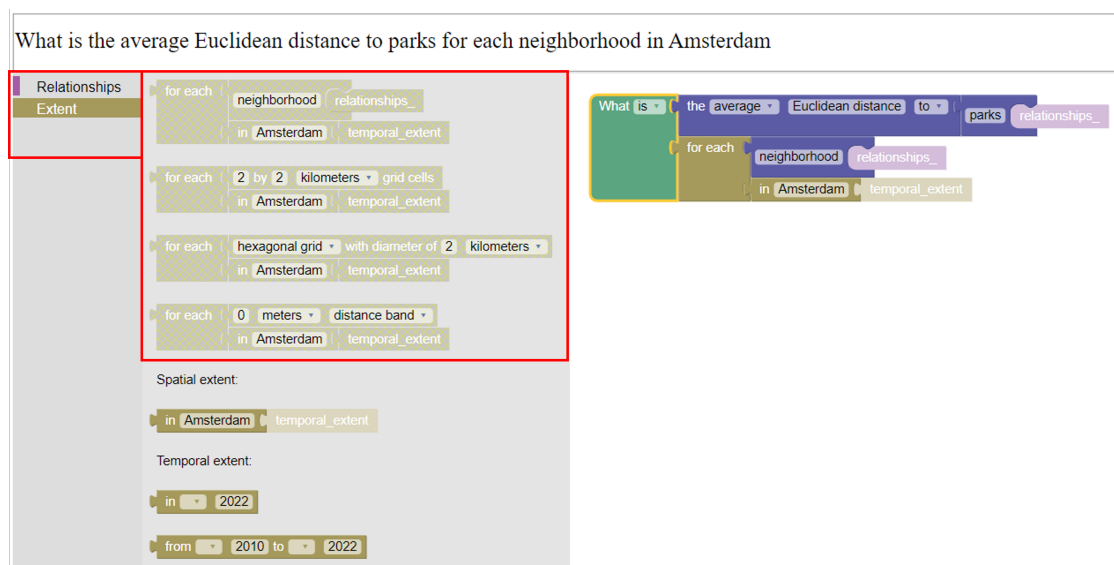 What is the average Euclidean distance to parks for each neighborhood in Amsterdam
Relationships
Extent
for each neighborhood relationships_
in Amsterdam temporal_extent
for each 2 by 2 kilometers grid cells
in Amsterdam temporal_extent
for each hexagonal grid with diameter of 2 kilometers
in Amsterdam temporal_extent
for each 0 meters distance band
in Amsterdam temporal_extent
Spatial extent:
in Amsterdam temporal_extent
Temporal extent:
in 2022
from 2010 to 2022
What is the average Euclidean distance to parks relationships_
for each neighborhood relationships_
in Amsterdam temporal_extent